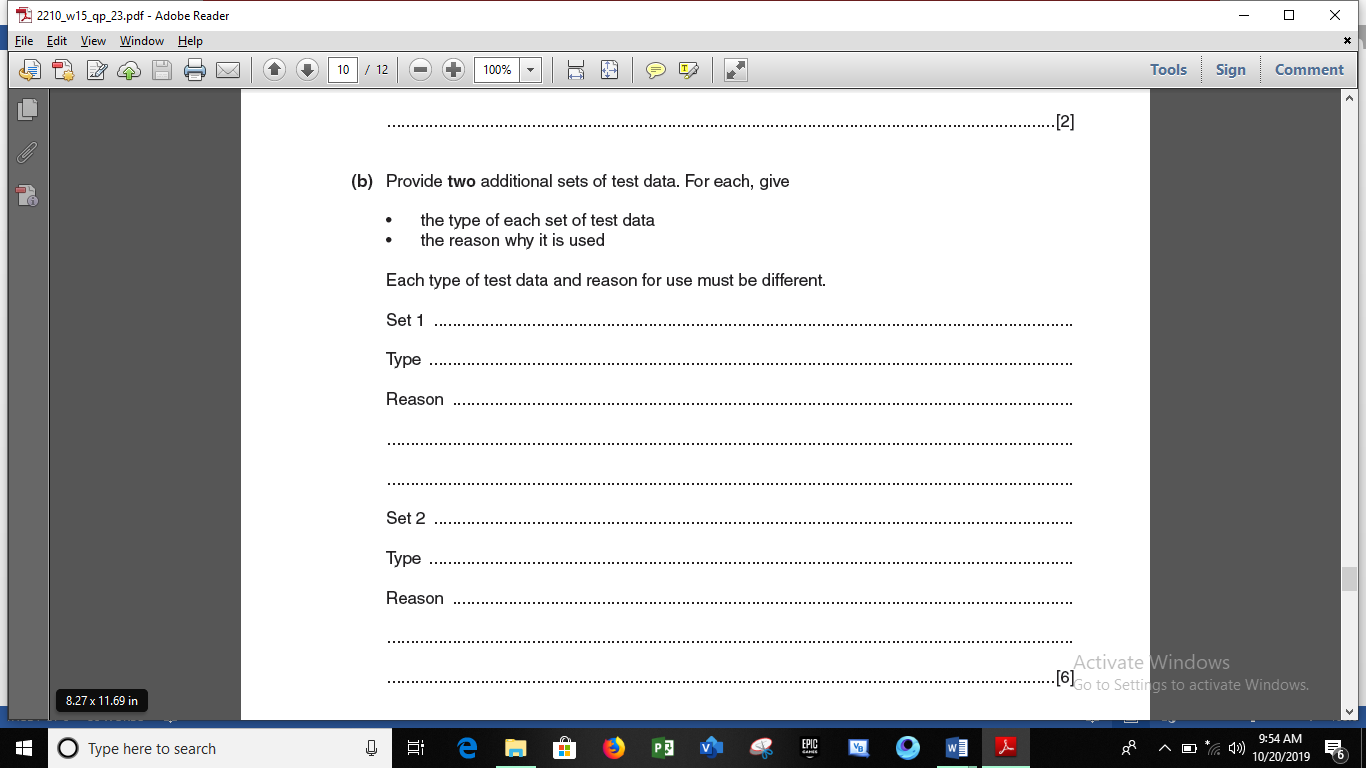 2210_w15_qp_23.pdf - Adobe Reader
File Edit View Window Help
10 / 12 100% Tools Sign Comment
..........[2]
(b) Provide two additional sets of test data. For each, give
• the type of each set of test data
• the reason why it is used
Each type of test data and reason for use must be different.
Set 1 ..........
Type ..........
Reason ..........
..........
..........
Set 2 ..........
Type ..........
Reason ..........
..........
..........[6]
Activate Windows
Go to Settings to activate Windows.
8.27 x 11.69 in
Type here to search
EPIC GAMES
9:54 AM
10/20/2019
6